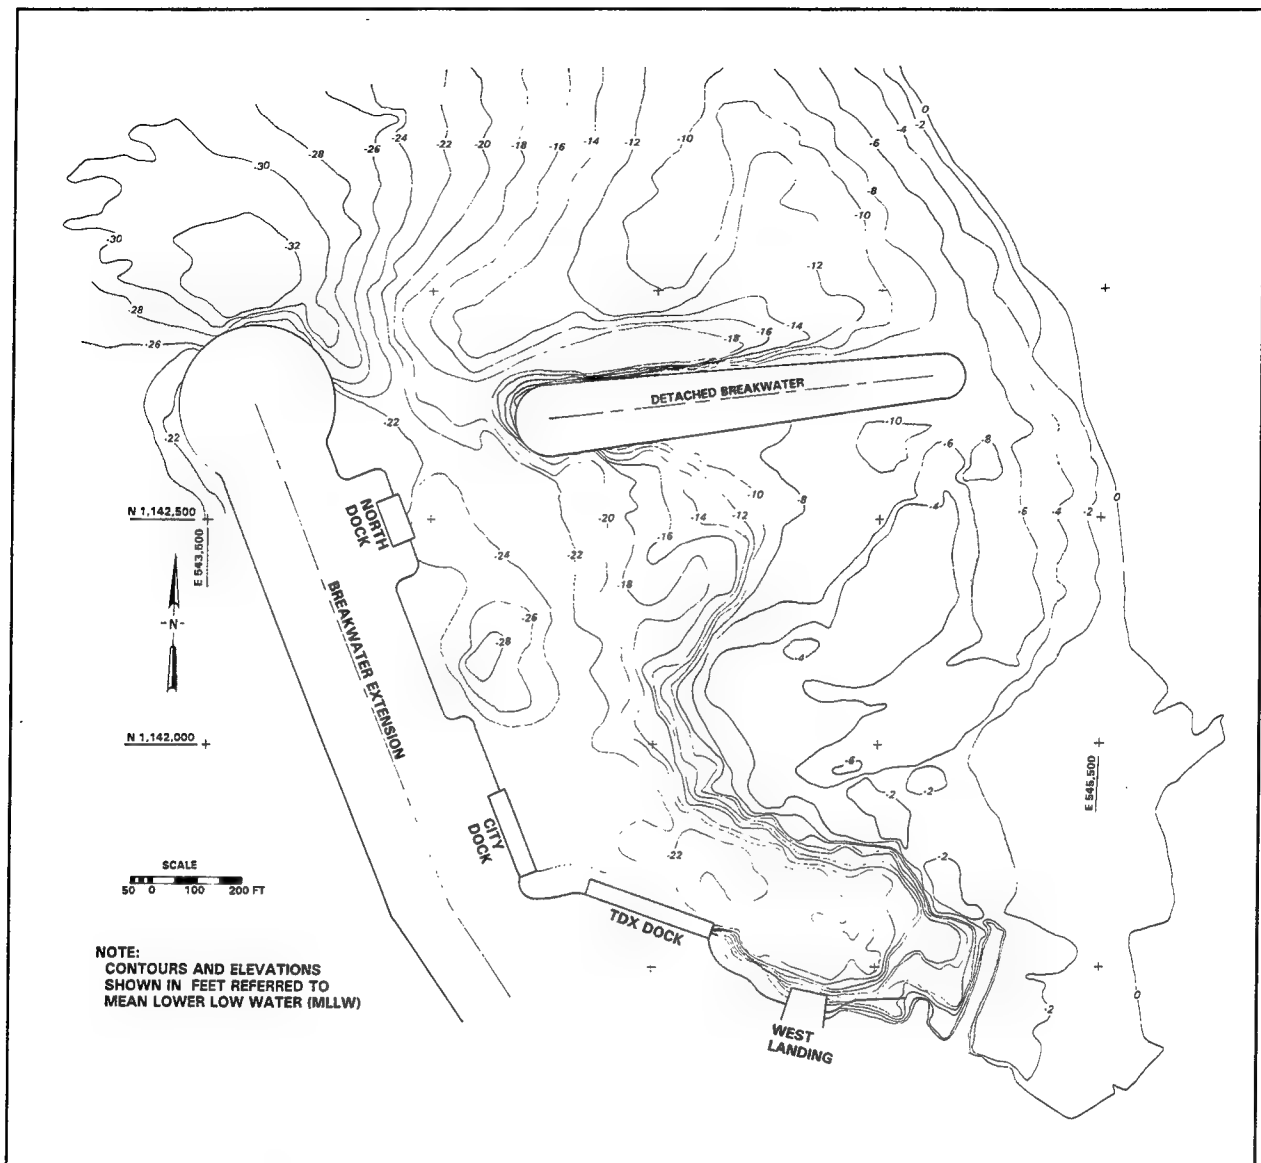 0
-2
-4
-6
-24
-26
-28
-22
-20
-18
-16
-14
-12
-10
-30
-8
-10
-30
-32
-12
-28
-26
-18
-16
-14
DETACHED BREAKWATER
-22
-22
-10
-6
-8
N 1,142,500
E 543,500
NORTH
DOCK
-20
-14
-12
-10
-8
-4
-6
-4
-2
0
-24
-22
-16
-18
-N-
BREAKWATER EXTENSION
-26
-28
-4
N 1,142,000
-6
-2
-2
E 545,500
CITY
DOCK
-22
-2
SCALE
50 0 100 200 FT
TDX DOCK
NOTE:
CONTOURS AND ELEVATIONS
SHOWN IN FEET REFERRED TO
MEAN LOWER LOW WATER (MLLW)
0
-2
WEST
LANDING